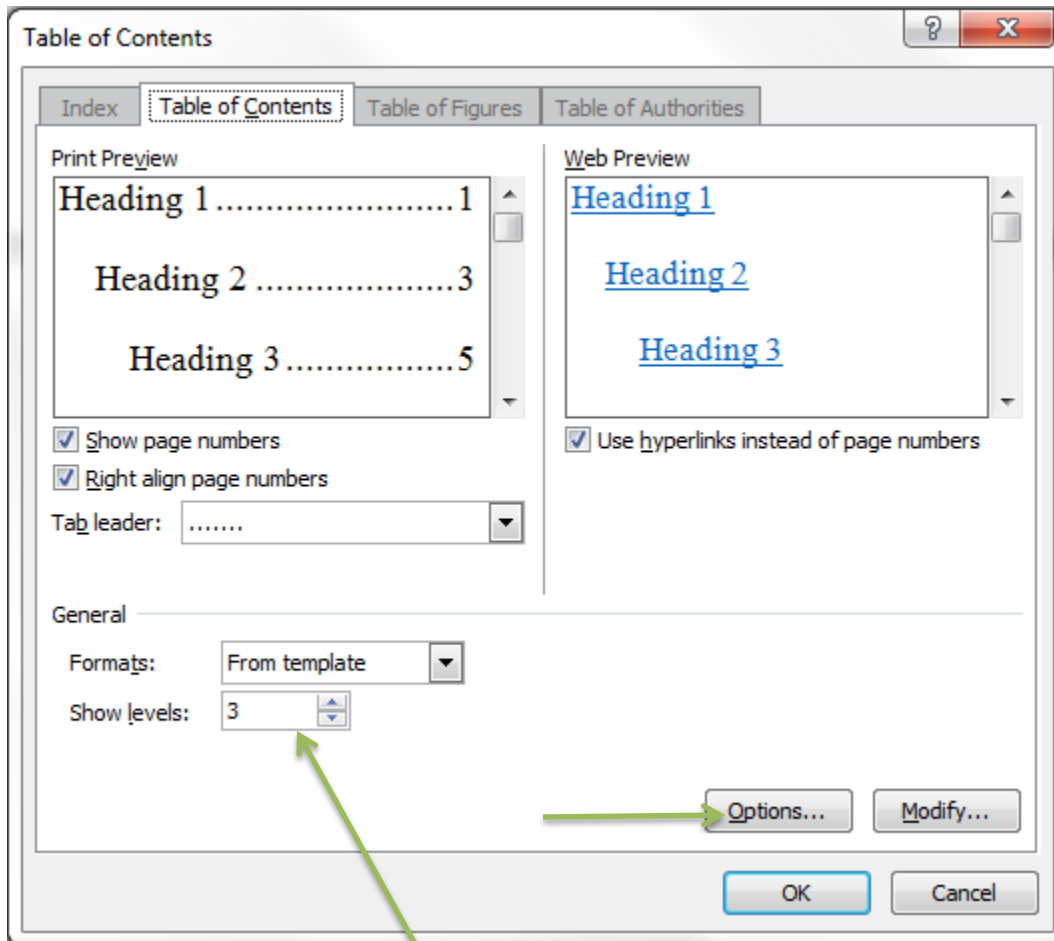 Table of Contents
Index Table of Contents Table of Figures Table of Authorities
Print Preview
Heading 1.........................1
Heading 2.....................3
Heading 3..................5
Show page numbers
Right align page numbers
Tab leader: .......
Web Preview
Heading 1
Heading 2
Heading 3
Use hyperlinks instead of page numbers
General
Formats: From template
Show levels: 3
Options... Modify...
OK Cancel